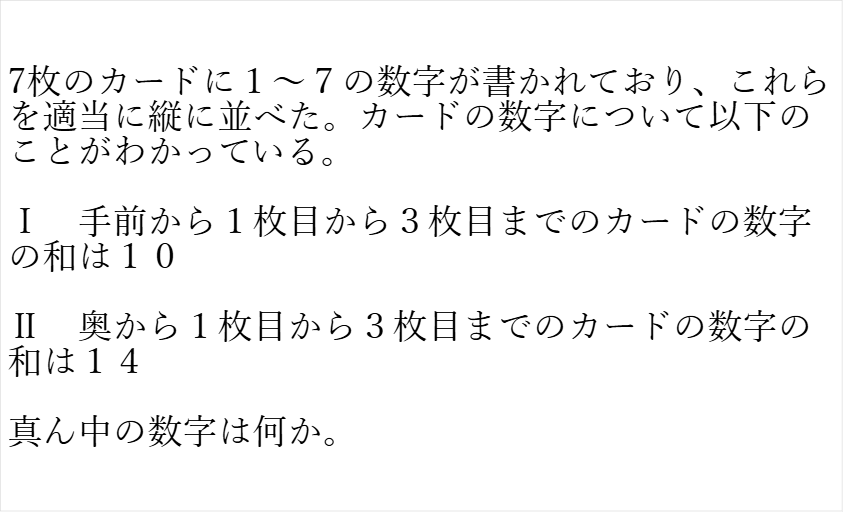 7枚のカードに１～７の数字が書かれており、これら
を適当に縦に並べた。カードの数字について以下の
ことがわかっている。
Ⅰ　手前から１枚目から３枚目までのカードの数字
の和は１０
Ⅱ　奥から１枚目から３枚目までのカードの数字の
和は１４
真ん中の数字は何か。